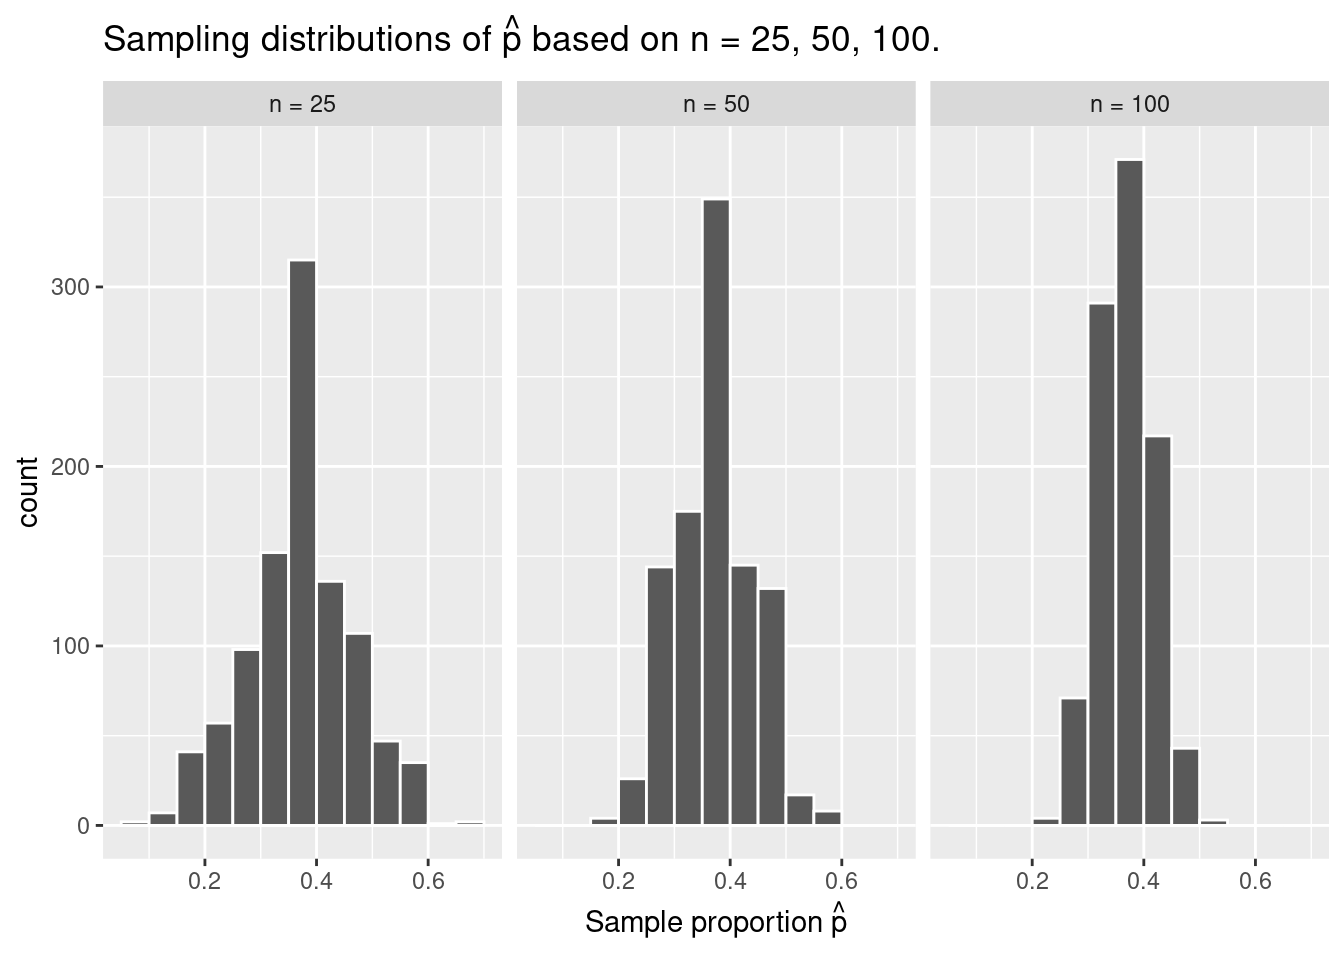 Sampling distributions of p̂ based on n = 25, 50, 100.
n = 25
n = 50
n = 100
count
300
200
100
0
0.2 0.4 0.6
0.2 0.4 0.6
0.2 0.4 0.6
Sample proportion p̂